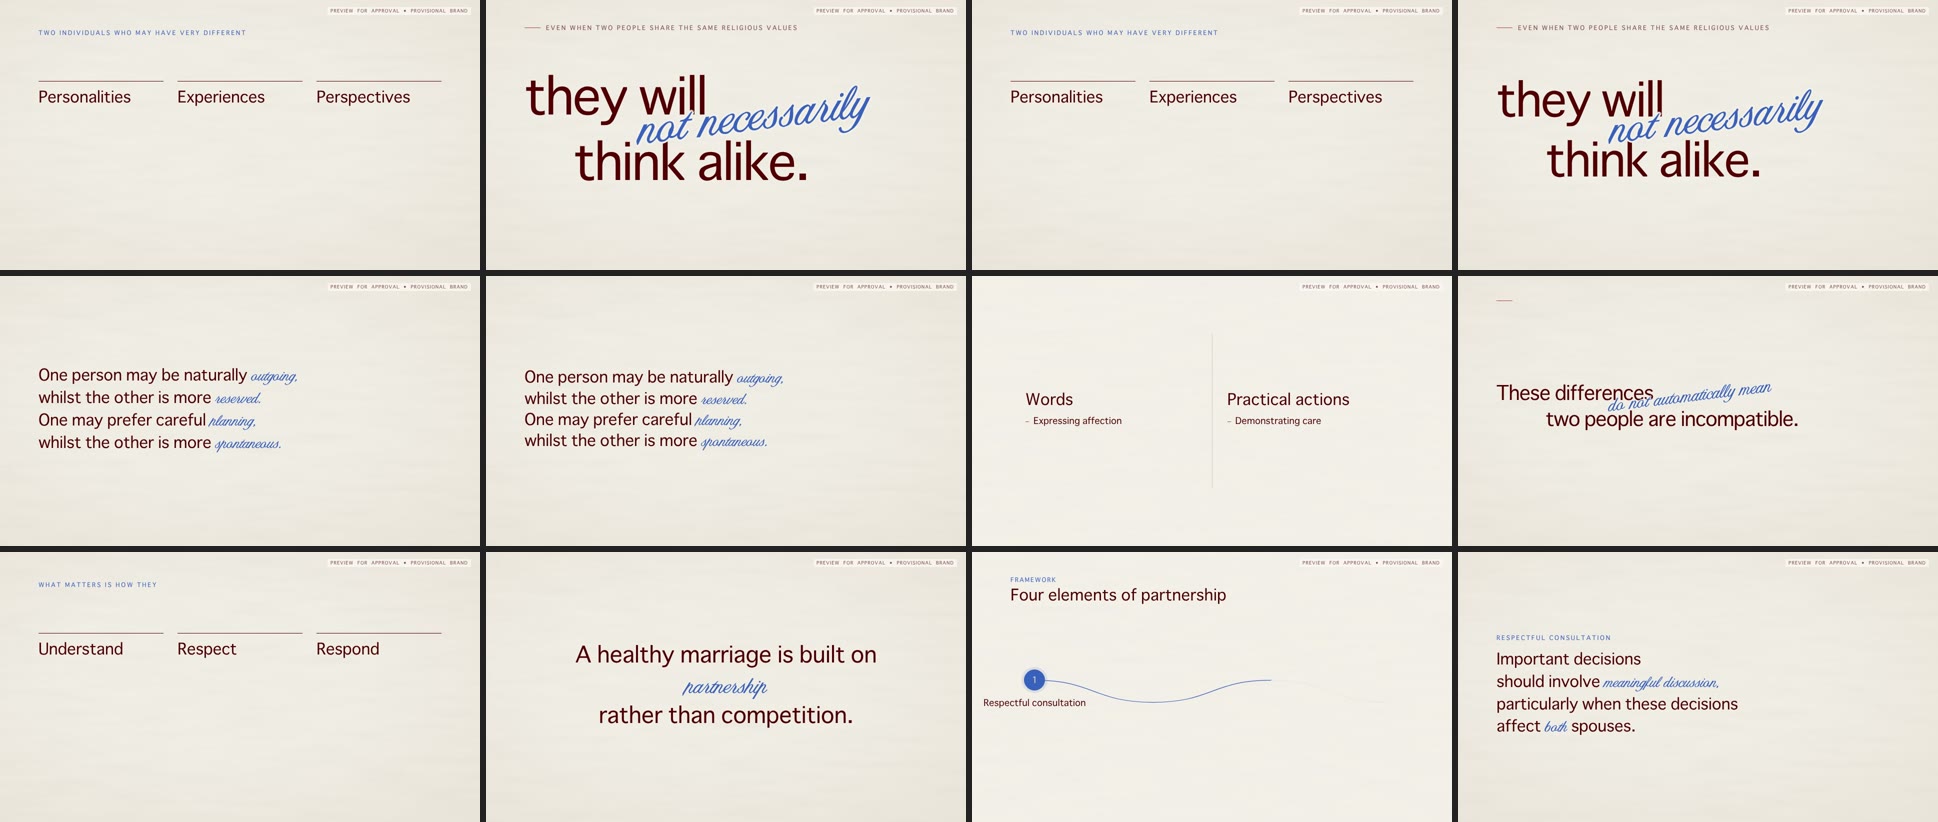 PREVIEW FOR APPROVAL • PROVISIONAL BRAND
TWO INDIVIDUALS WHO MAY HAVE VERY DIFFERENT
Personalities Experiences Perspectives
PREVIEW FOR APPROVAL • PROVISIONAL BRAND
EVEN WHEN TWO PEOPLE SHARE THE SAME RELIGIOUS VALUES
they will
not necessarily
think alike.
PREVIEW FOR APPROVAL • PROVISIONAL BRAND
TWO INDIVIDUALS WHO MAY HAVE VERY DIFFERENT
Personalities Experiences Perspectives
PREVIEW FOR APPROVAL • PROVISIONAL BRAND
EVEN WHEN TWO PEOPLE SHARE THE SAME RELIGIOUS VALUES
they will
not necessarily
think alike.
PREVIEW FOR APPROVAL • PROVISIONAL BRAND
One person may be naturally outgoing,
whilst the other is more reserved.
One may prefer careful planning,
whilst the other is more spontaneous.
PREVIEW FOR APPROVAL • PROVISIONAL BRAND
One person may be naturally outgoing,
whilst the other is more reserved.
One may prefer careful planning,
whilst the other is more spontaneous.
PREVIEW FOR APPROVAL • PROVISIONAL BRAND
Words
– Expressing affection
Practical actions
– Demonstrating care
PREVIEW FOR APPROVAL • PROVISIONAL BRAND
These differences
do not automatically mean
two people are incompatible.
PREVIEW FOR APPROVAL • PROVISIONAL BRAND
WHAT MATTERS IS HOW THEY
Understand Respect Respond
PREVIEW FOR APPROVAL • PROVISIONAL BRAND
A healthy marriage is built on
partnership
rather than competition.
PREVIEW FOR APPROVAL • PROVISIONAL BRAND
FRAMEWORK
Four elements of partnership
1
Respectful consultation
PREVIEW FOR APPROVAL • PROVISIONAL BRAND
RESPECTFUL CONSULTATION
Important decisions
should involve meaningful discussion,
particularly when these decisions
affect both spouses.